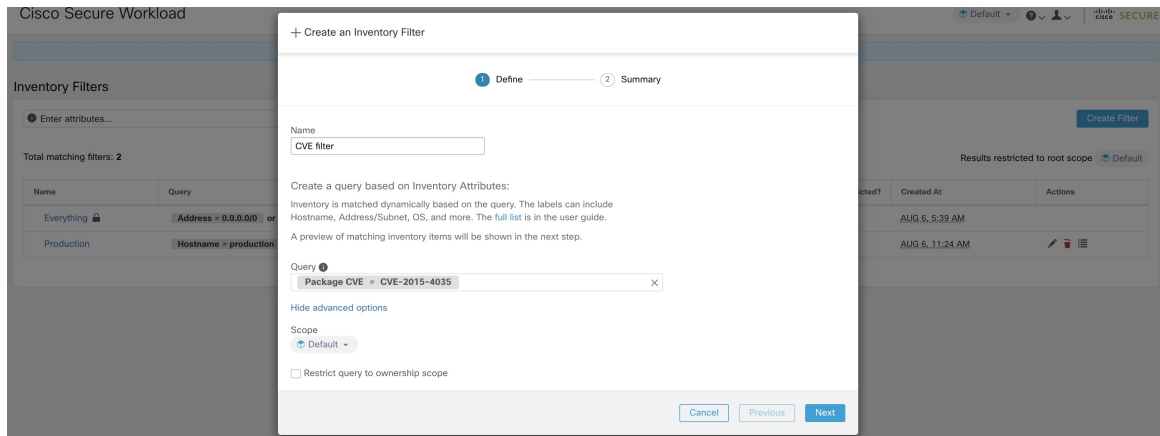 Cisco Secure Workload
Default
CISCO SECURE
Inventory Filters
Enter attributes...
Create Filter
Total matching filters: 2
Results restricted to root scope Default
Name Query cted? Created At Actions
Everything Address = 0.0.0.0/0 or AUG 6, 5:39 AM
Production Hostname = production AUG 6, 11:24 AM
+ Create an Inventory Filter
1 Define 2 Summary
Name
CVE filter
Create a query based on Inventory Attributes:
Inventory is matched dynamically based on the query. The labels can include
Hostname, Address/Subnet, OS, and more. The full list is in the user guide.
A preview of matching inventory items will be shown in the next step.
Query
Package CVE = CVE-2015-4035
Hide advanced options
Scope
Default
Restrict query to ownership scope
Cancel Previous Next